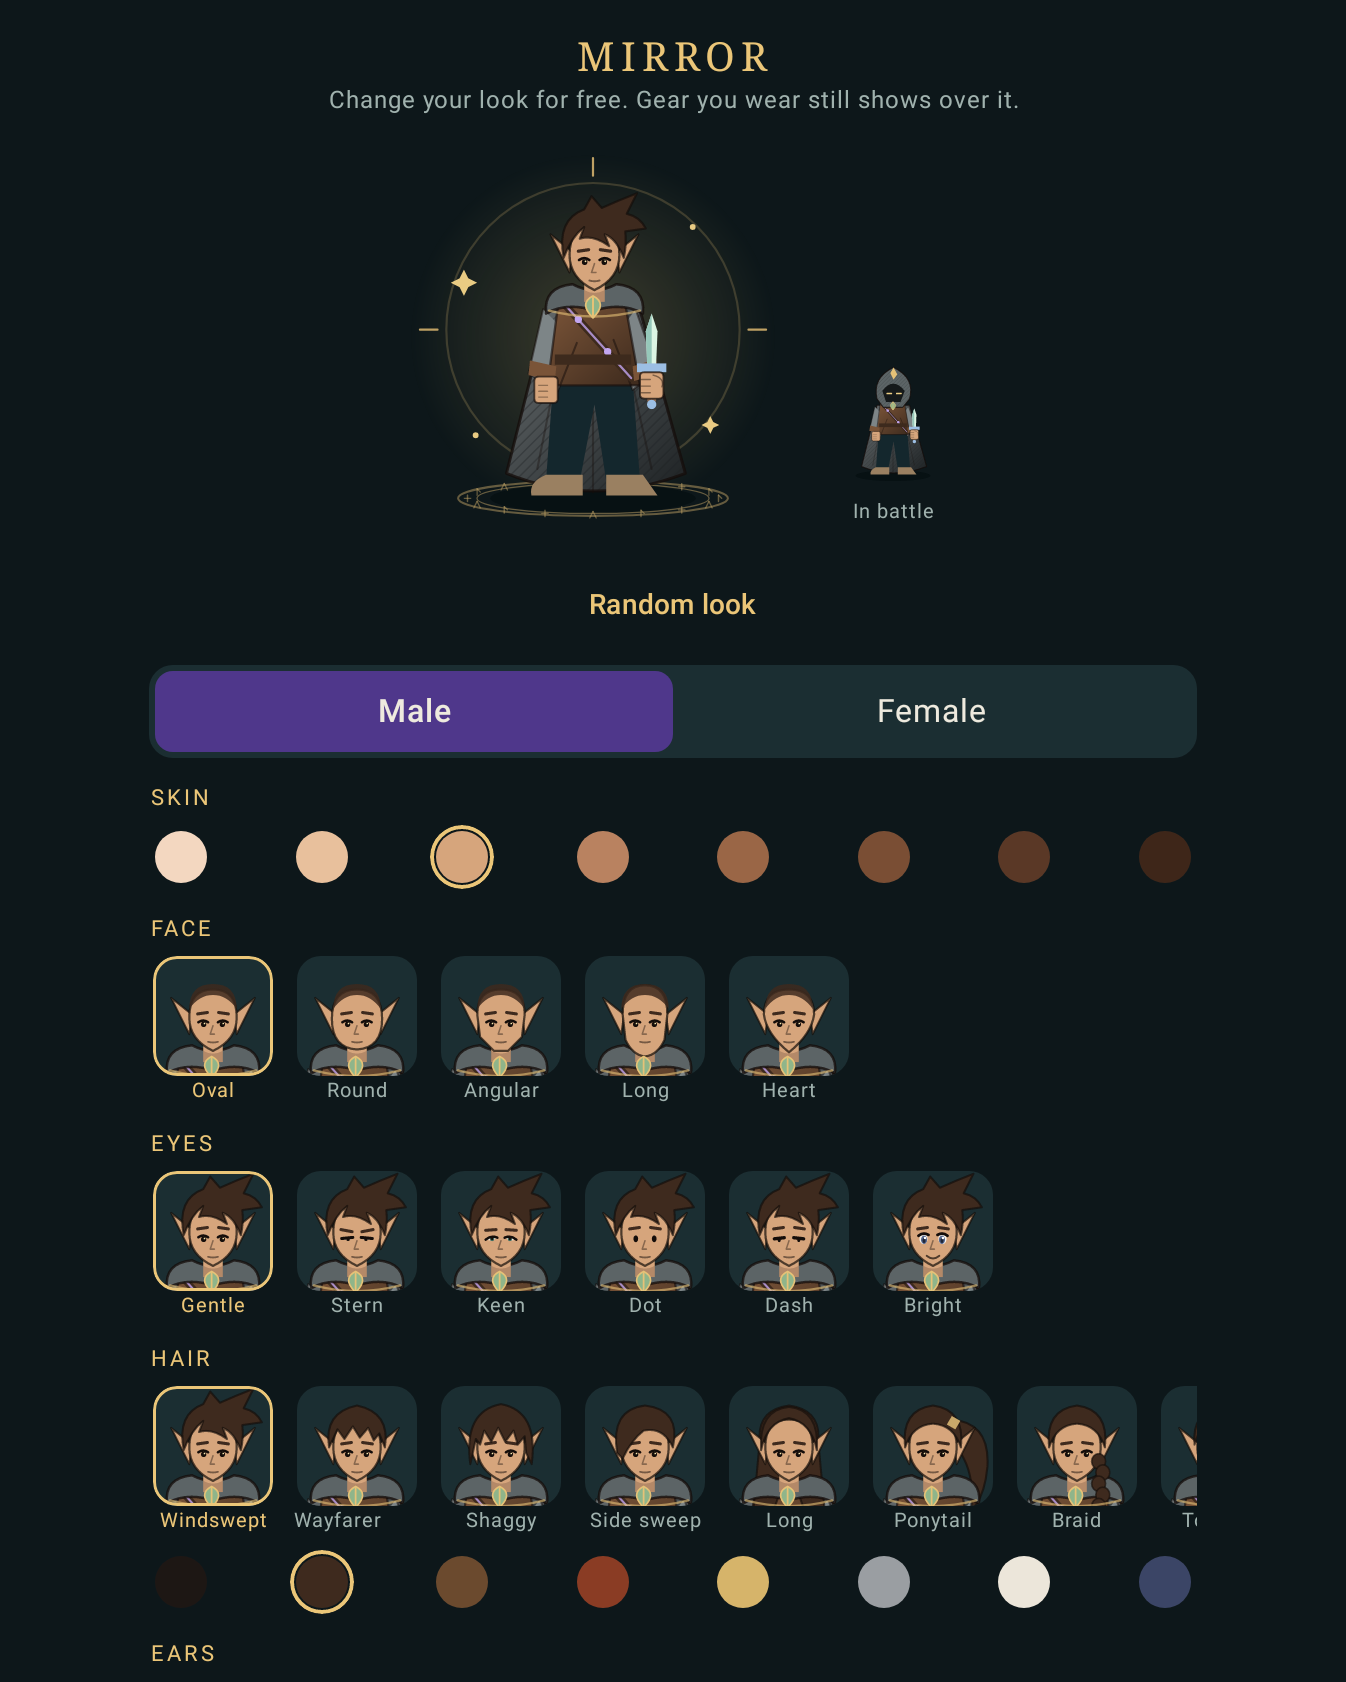 MIRROR
Change your look for free. Gear you wear still shows over it.
In battle
Random look
Male Female
SKIN
FACE
Oval Round Angular Long Heart
EYES
Gentle Stern Keen Dot Dash Bright
HAIR
Windswept Wayfarer Shaggy Side sweep Long Ponytail Braid
EARS